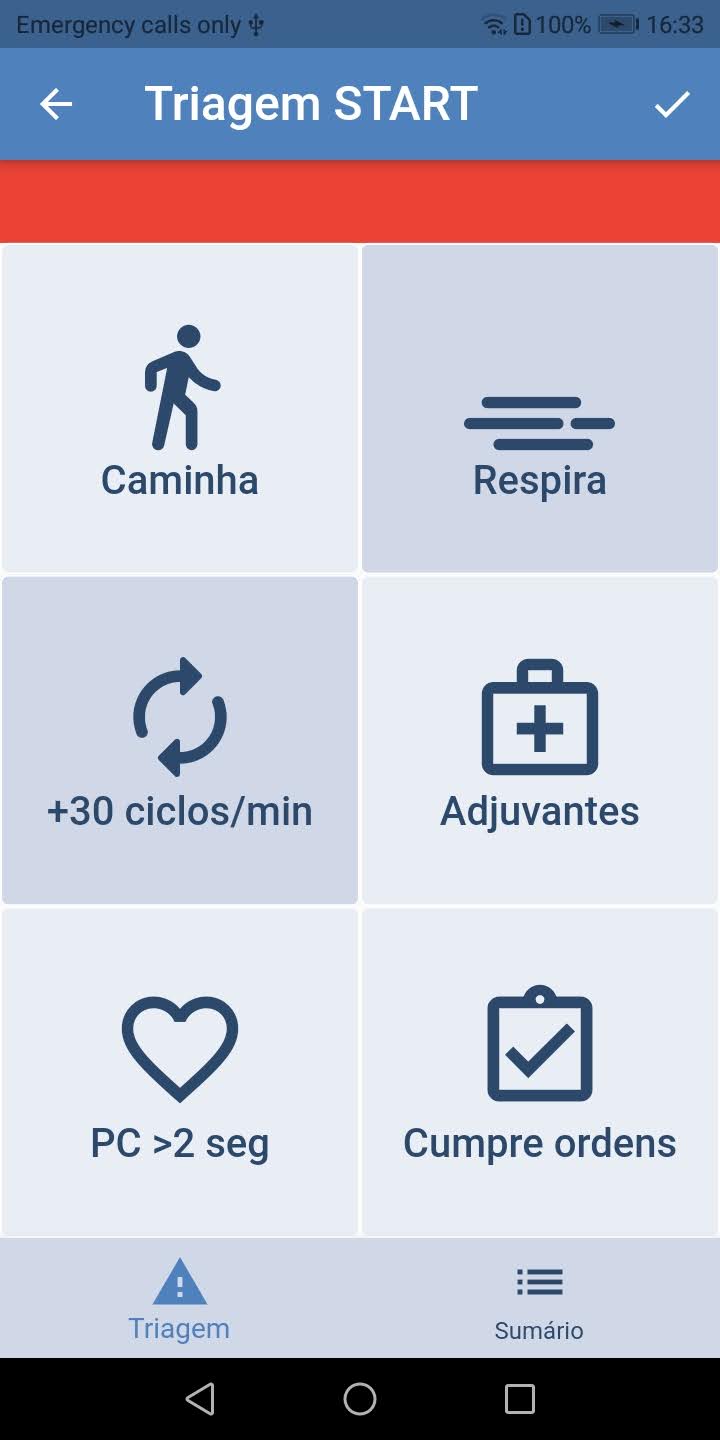 Emergency calls only 100% 16:33
Triagem START
Caminha
Respira
+30 ciclos/min
Adjuvantes
PC >2 seg
Cumpre ordens
Triagem
Sumário